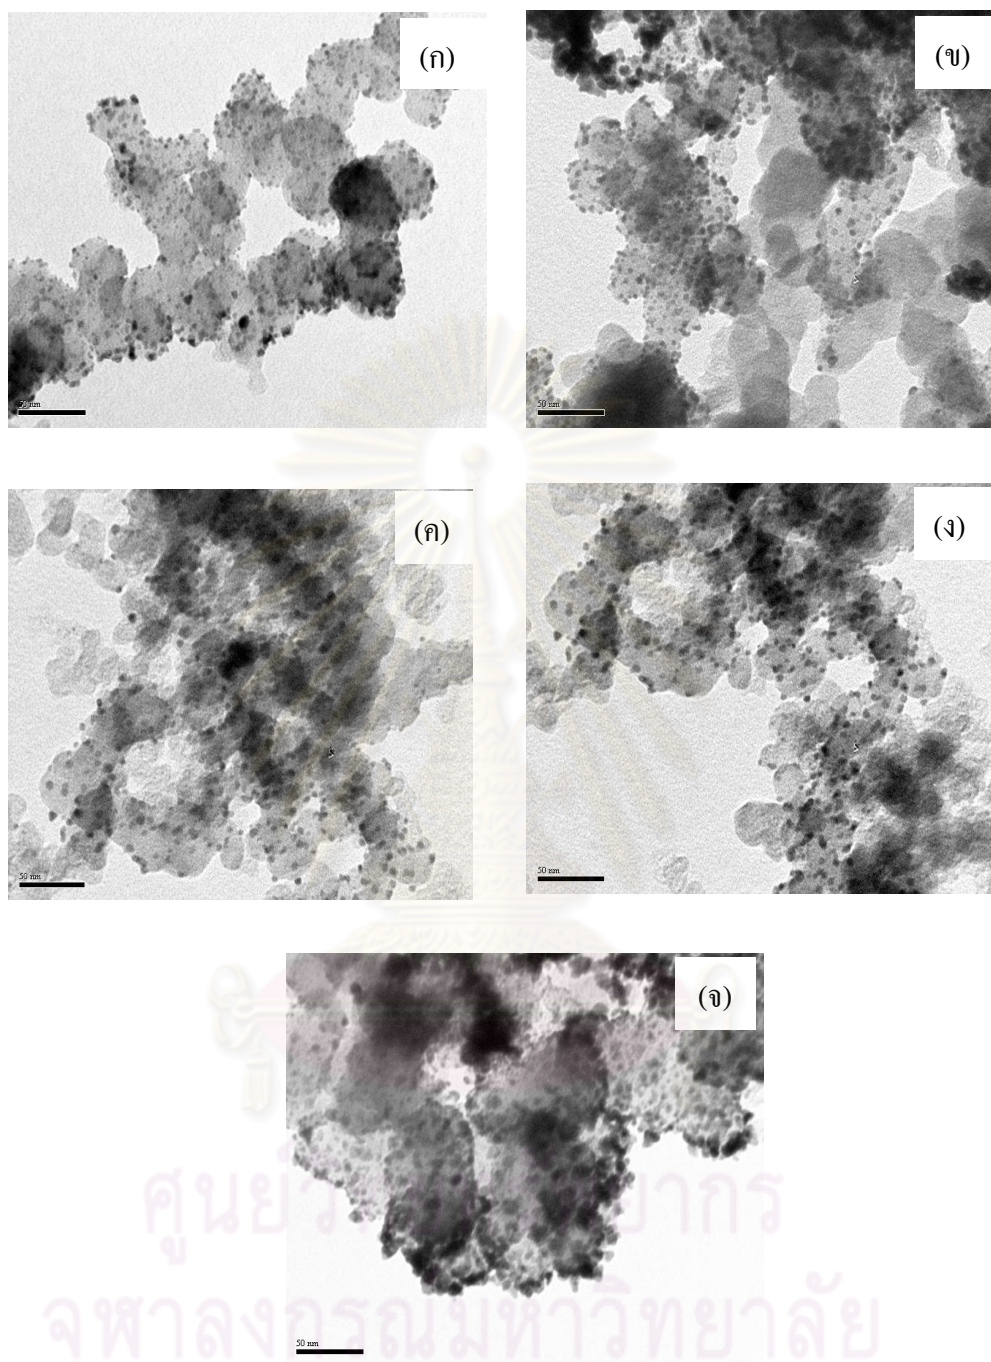 (ก)
(ข)
50 nm
50 nm
(ค)
(ง)
50 nm
50 nm
(จ)
50 nm
ศูนย์วิทยทรัพยากร
จุฬาลงกรณ์มหาวิทยาลัย